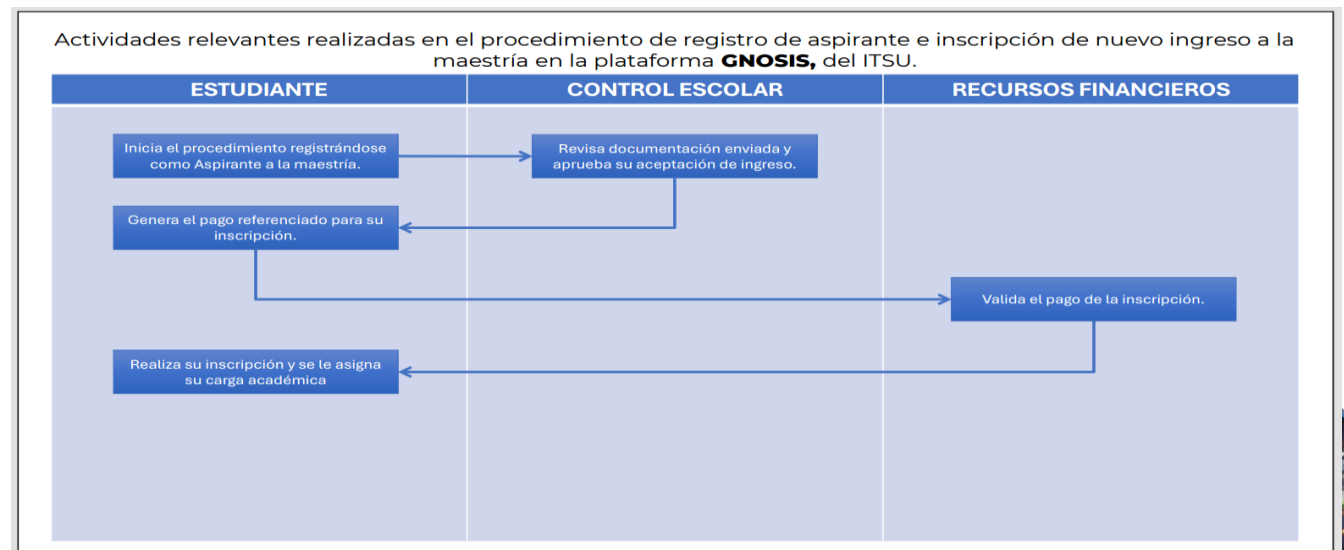 Actividades relevantes realizadas en el procedimiento de registro de aspirante e inscripción de nuevo ingreso a la
maestría en la plataforma GNOSIS, del ITSU.
ESTUDIANTE
CONTROL ESCOLAR
RECURSOS FINANCIEROS
Inicia el procedimiento registrándose
como Aspirante a la maestría.
Revisa documentación enviada y
aprueba su aceptación de ingreso.
Genera el pago referenciado para su
inscripción.
Valida el pago de la inscripción.
Realiza su inscripción y se le asigna
su carga académica